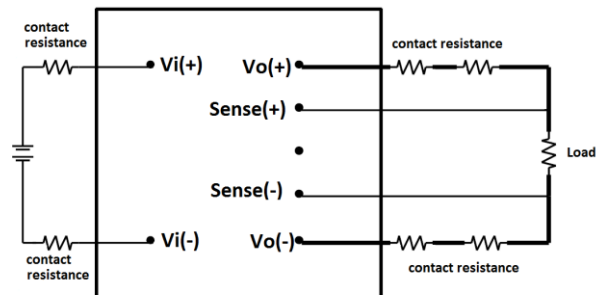 contact
resistance
Vi(+)
Vo(+)
contact resistance
Sense(+)
Load
Sense(-)
Vi(-)
Vo(-)
contact
resistance
contact resistance